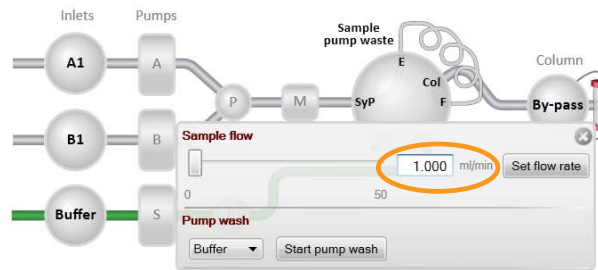 Inlets Pumps
Sample
pump waste
E
Column
A1 A Col
P M SyP F By-pass
B1 B
Sample flow
1.000 ml/min Set flow rate
0 50
Buffer S
Pump wash
Buffer Start pump wash